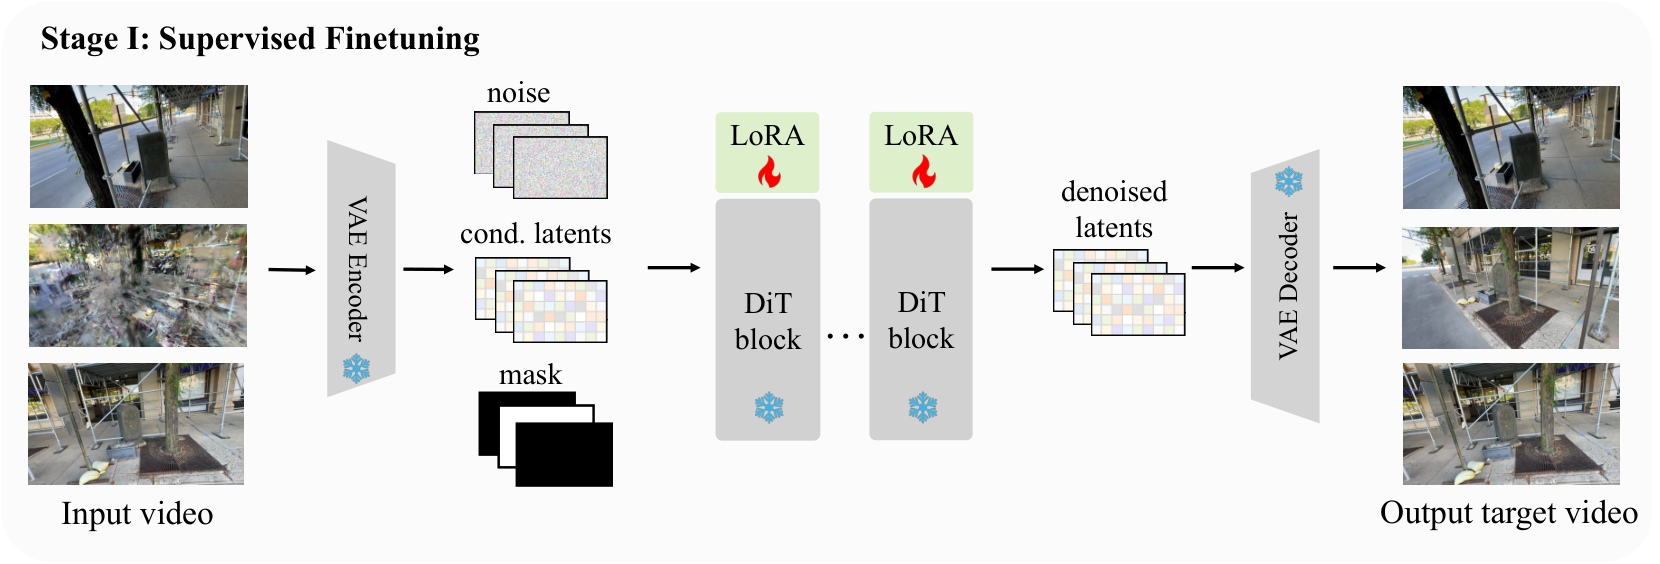 Stage I: Supervised Finetuning
noise
cond. latents
mask
VAE Encoder
LoRA
LoRA
DiT
block
...
DiT
block
denoised
latents
VAE Decoder
Input video
Output target video